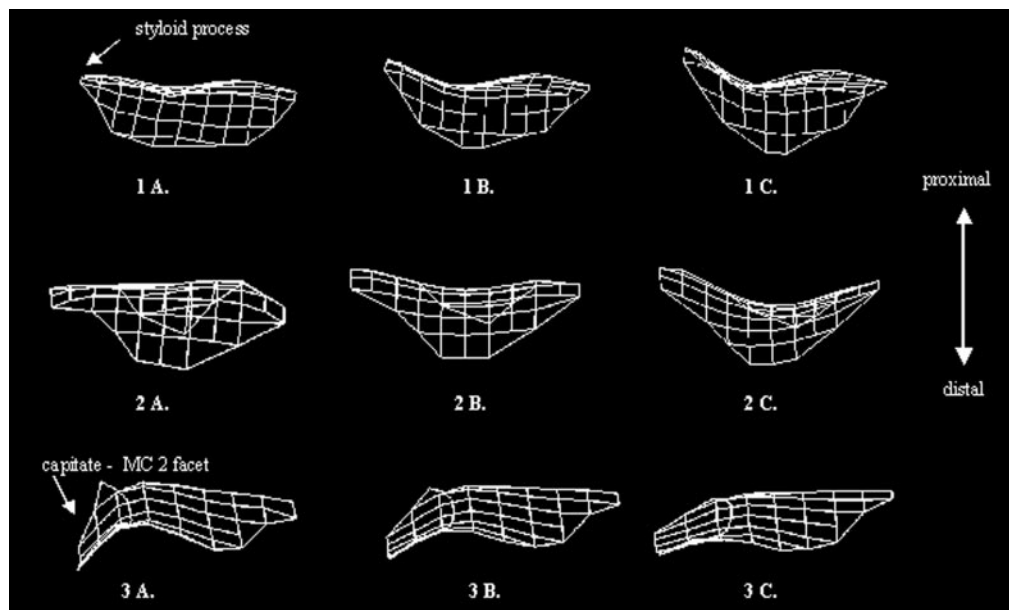 styloid process
1 A.
1 B.
1 C.
proximal
2 A.
2 B.
2 C.
distal
capitate - MC 2 facet
3 A.
3 B.
3 C.